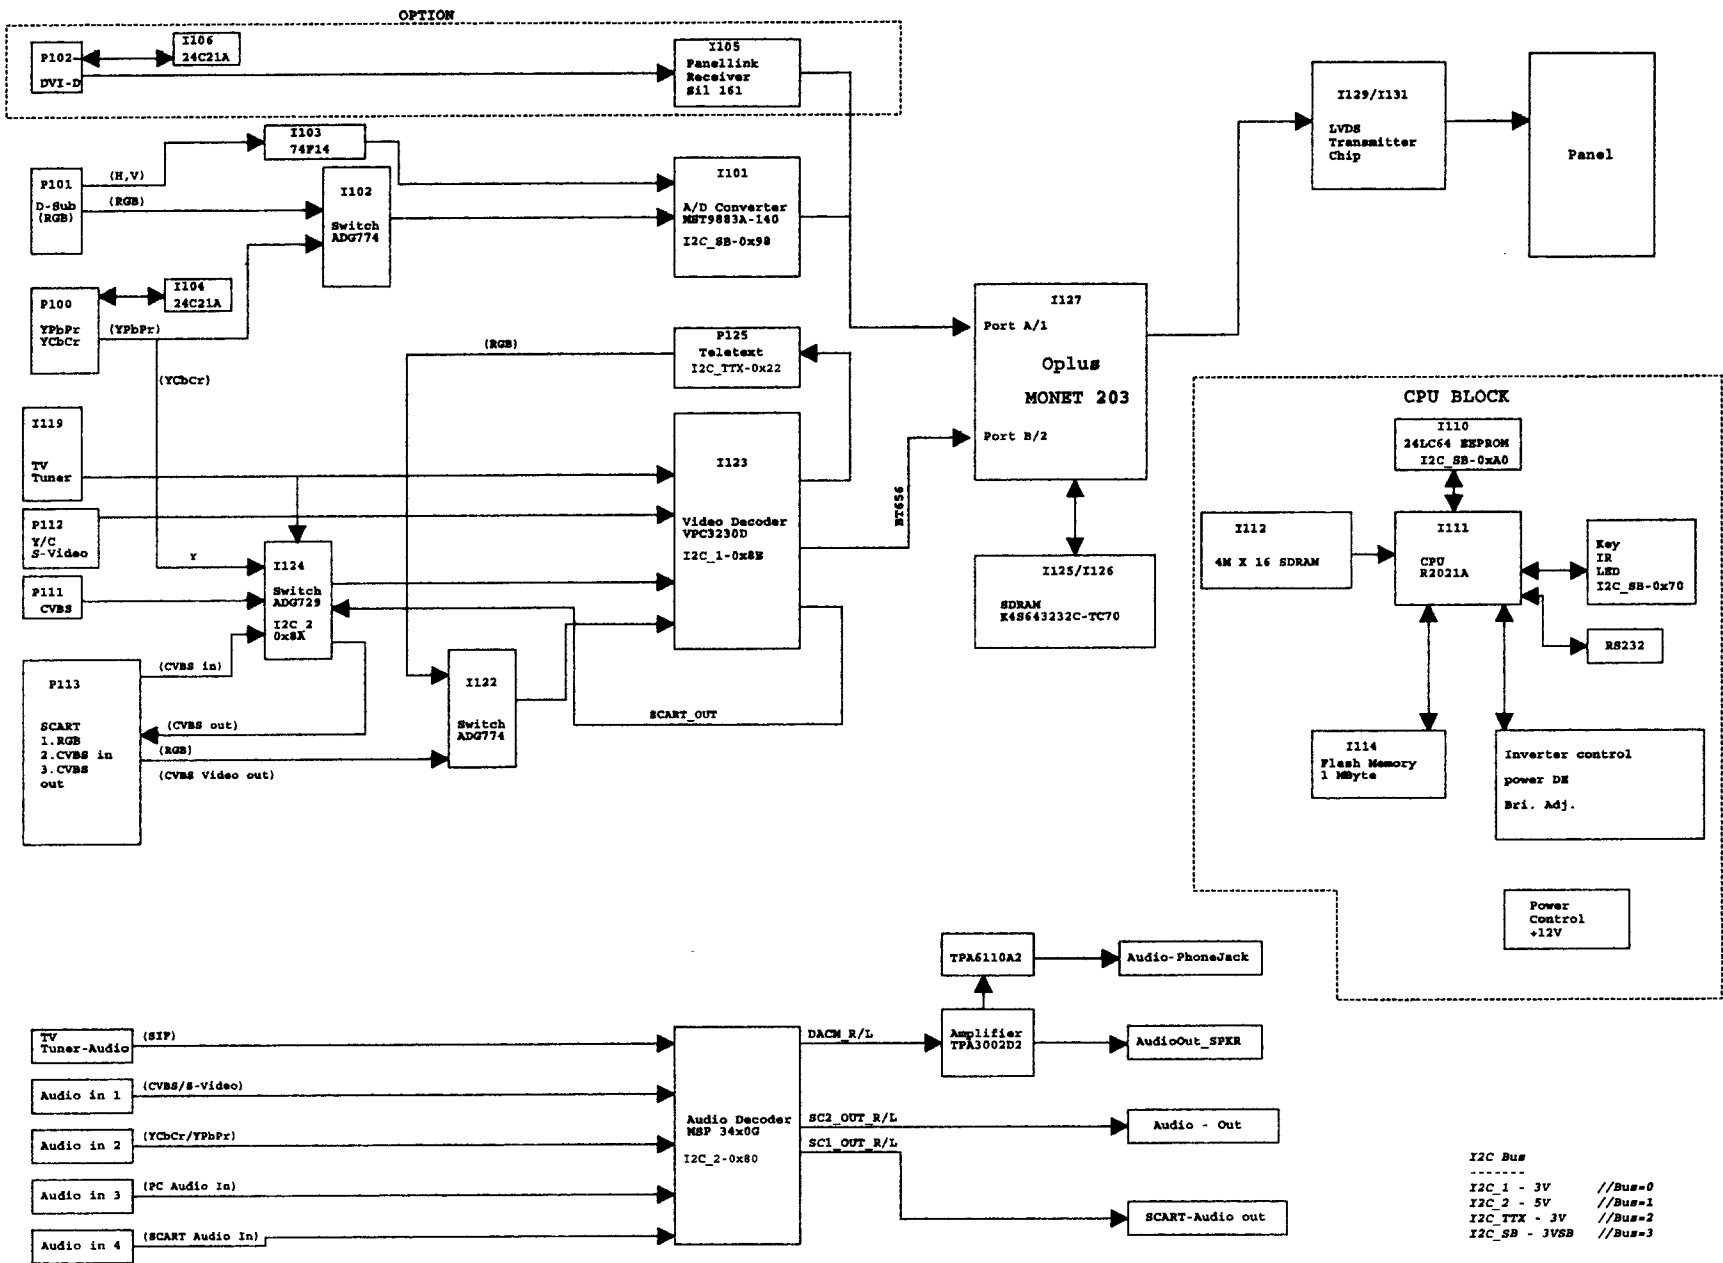 OPTION
P102
DVI-D
I106
24C21A
I105
Panellink
Receiver
Sil 161
I103
74F14
P101
D-Sub
(RGB)
(H,V)
(RGB)
I102
Switch
ADG774
I101
A/D Converter
MST9883A-140
I2C_SB-0x98
P100
YPbPr
YCbCr
I104
24C21A
(YPbPr)
(YCbCr)
I129/I131
LVDS
Transmitter
Chip
Panel
I127
Port A/1
Oplus
MONET 203
Port B/2
P125
Teletext
I2C_TTX-0x22
(RGB)
I119
TV
Tuner
P112
Y/C
S-Video
P111
CVBS
Y
I124
Switch
ADG729
I2C_2
0x8X
I123
Video Decoder
VPC3230D
I2C_1-0x8E
BT656
I125/I126
SDRAM
K4S643232C-TC70
P113
SCART
1.RGB
2.CVBS in
3.CVBS
out
(CVBS in)
(CVBS out)
(RGB)
(CVBS Video out)
I122
Switch
ADG774
SCART_OUT
CPU BLOCK
I110
24LC64 EEPROM
I2C_SB-0xA0
I112
4M X 16 SDRAM
I111
CPU
R2021A
Key
IR
LED
I2C_SB-0x70
RS232
I114
Flash Memory
1 MByte
Inverter control
power DE
Bri. Adj.
Power
Control
+12V
TPA6110A2
Audio-PhoneJack
Amplifier
TPA3002D2
AudioOut_SPKR
TV
Tuner-Audio
(SIF)
Audio in 1
(CVBS/S-Video)
Audio in 2
(YCbCr/YPbPr)
Audio in 3
(PC Audio In)
Audio in 4
(SCART Audio In)
Audio Decoder
MSP 34x0G
I2C_2-0x80
DACM_R/L
SC2_OUT_R/L
SC1_OUT_R/L
Audio - Out
SCART-Audio out
I2C Bus
-------
I2C_1 - 3V //Bus=0
I2C_2 - 5V //Bus=1
I2C_TTX - 3V //Bus=2
I2C_SB - 3VSB //Bus=3